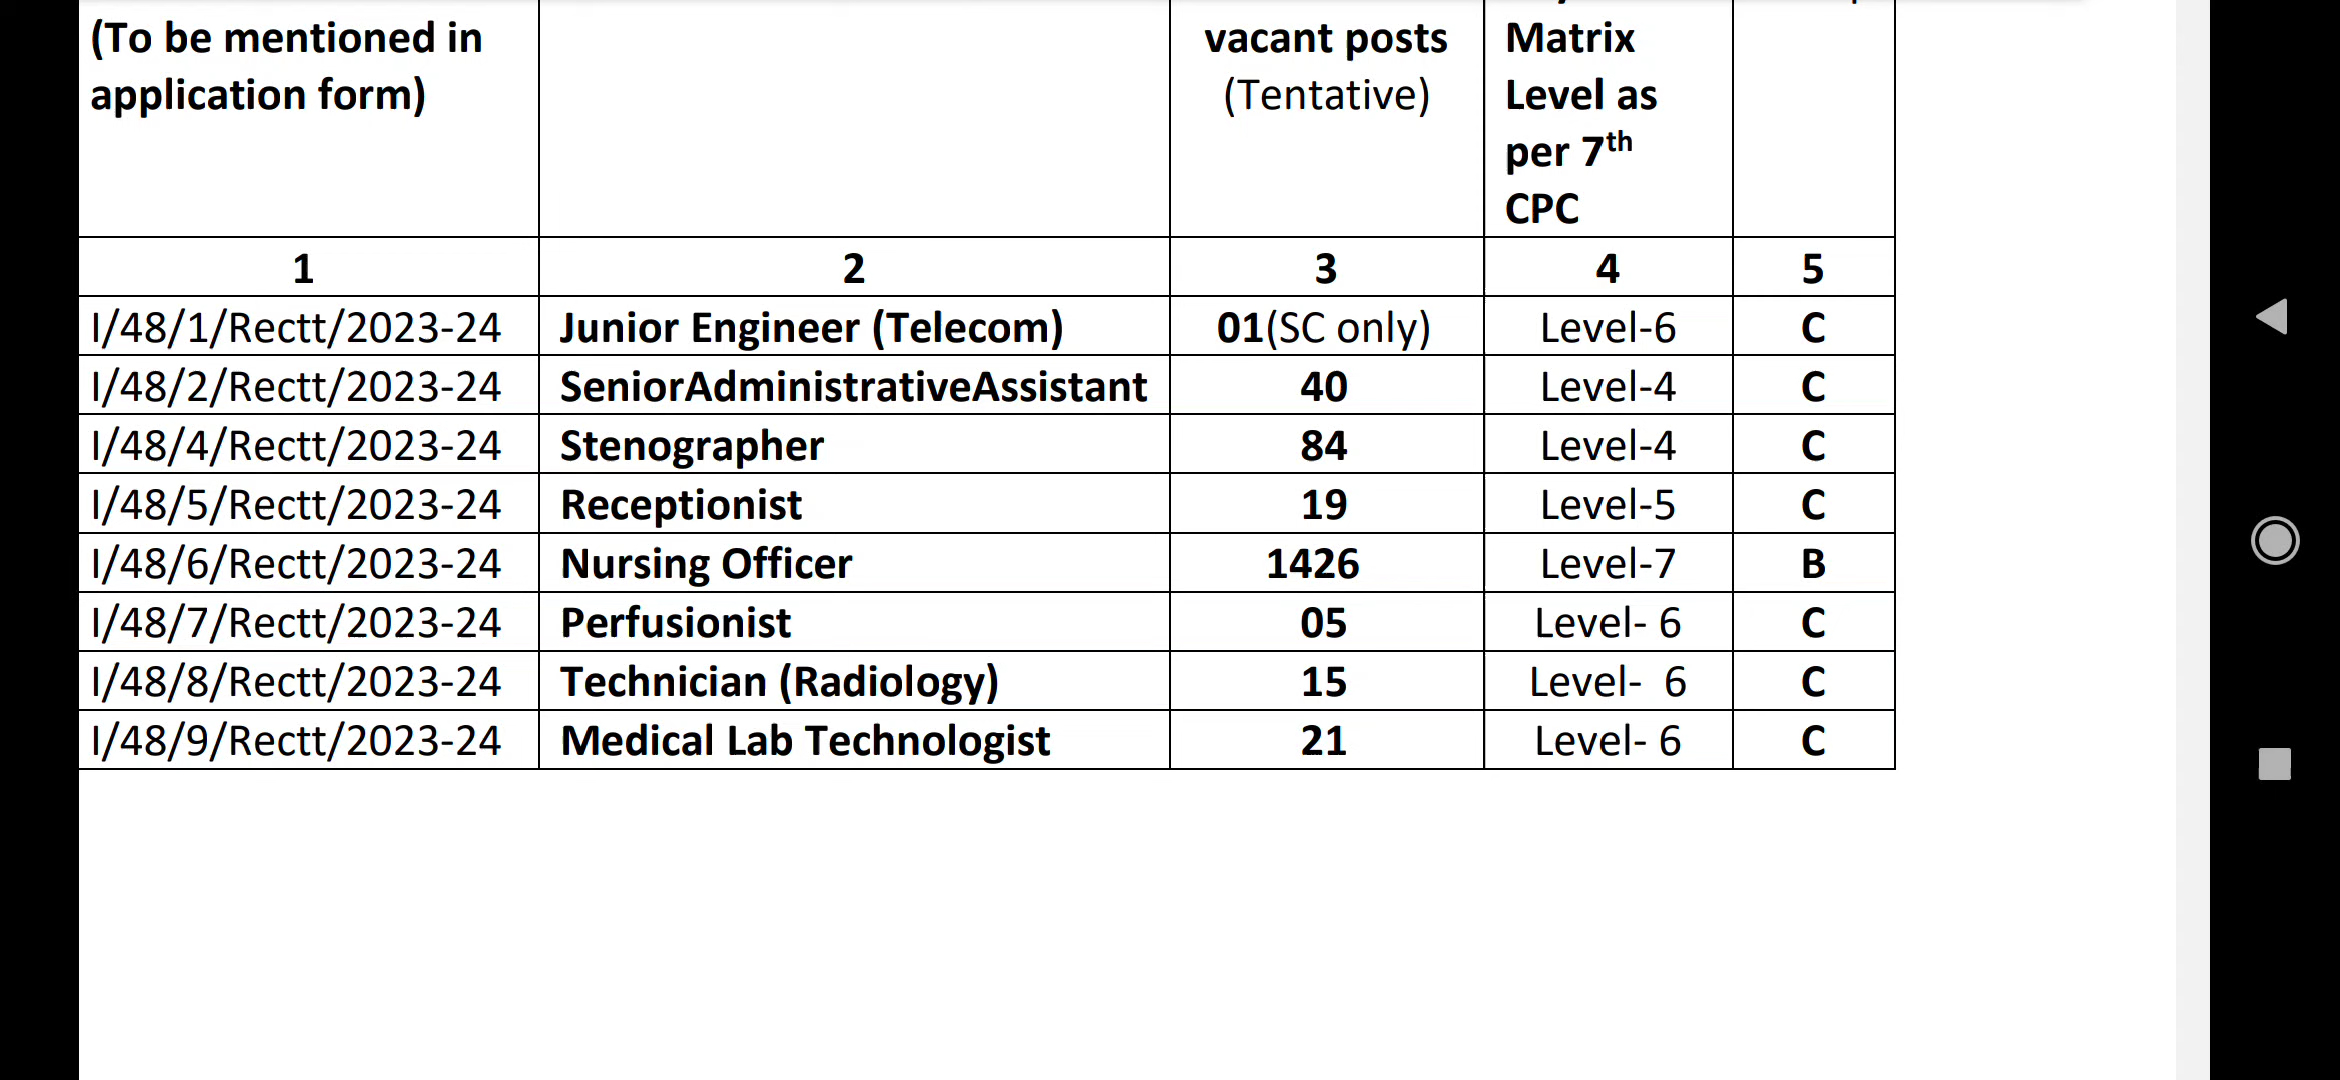 (To be mentioned in
application form)
vacant posts
(Tentative)
Matrix
Level as
per 7th
CPC
1 2 3 4 5
I/48/1/Rectt/2023-24 Junior Engineer (Telecom) 01(SC only) Level-6 C
I/48/2/Rectt/2023-24 SeniorAdministrativeAssistant 40 Level-4 C
I/48/4/Rectt/2023-24 Stenographer 84 Level-4 C
I/48/5/Rectt/2023-24 Receptionist 19 Level-5 C
I/48/6/Rectt/2023-24 Nursing Officer 1426 Level-7 B
I/48/7/Rectt/2023-24 Perfusionist 05 Level- 6 C
I/48/8/Rectt/2023-24 Technician (Radiology) 15 Level-  6 C
I/48/9/Rectt/2023-24 Medical Lab Technologist 21 Level- 6 C